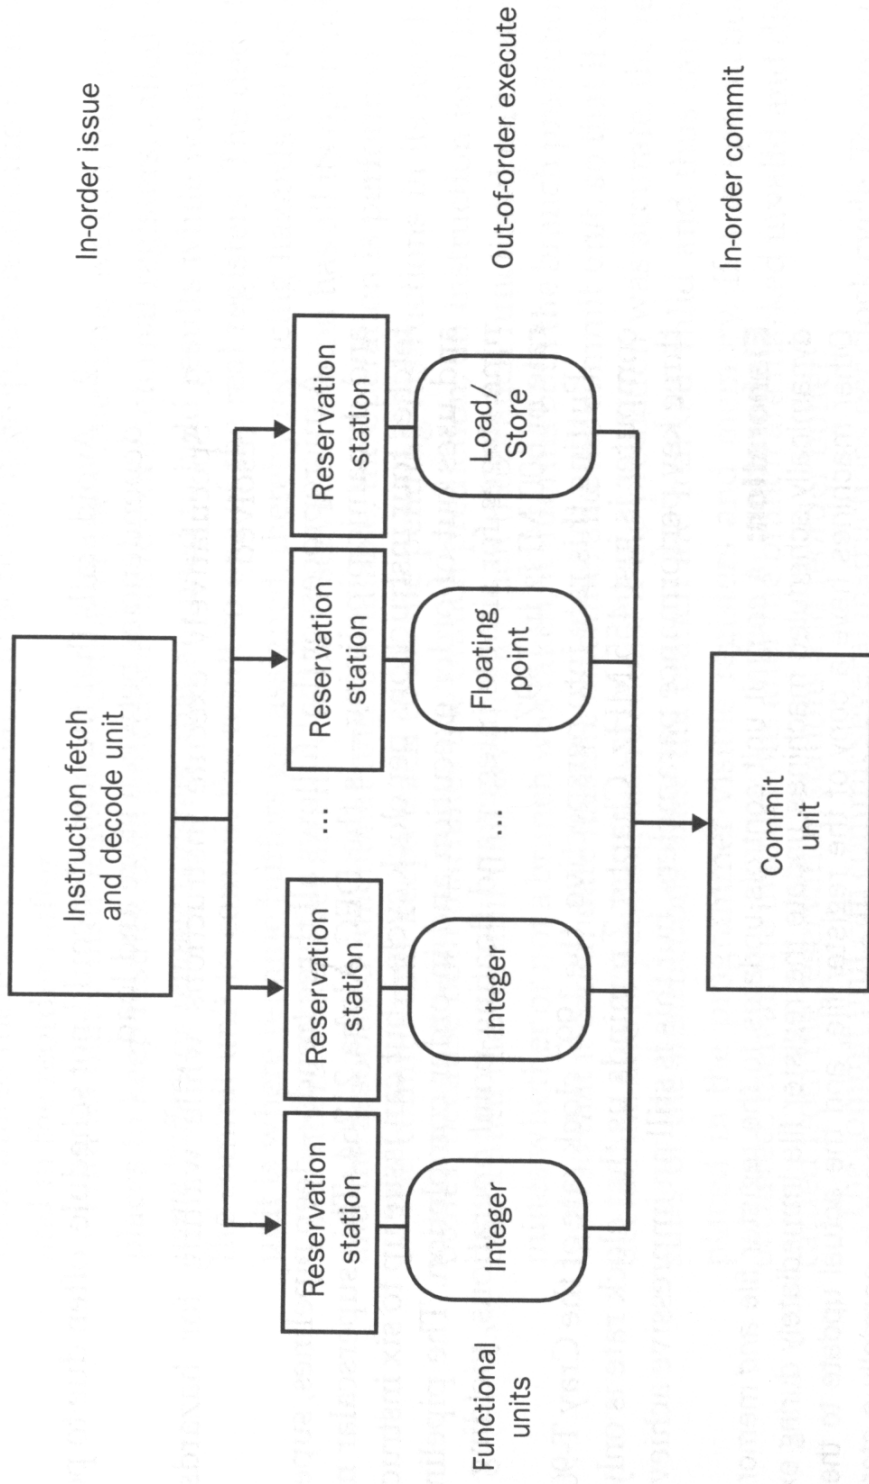 Instruction fetch
and decode unit
In-order issue
Reservation
station
Reservation
station
...
Reservation
station
Reservation
station
Functional
units
Integer
Integer
...
Floating
point
Load/
Store
Out-of-order execute
Commit
unit
In-order commit